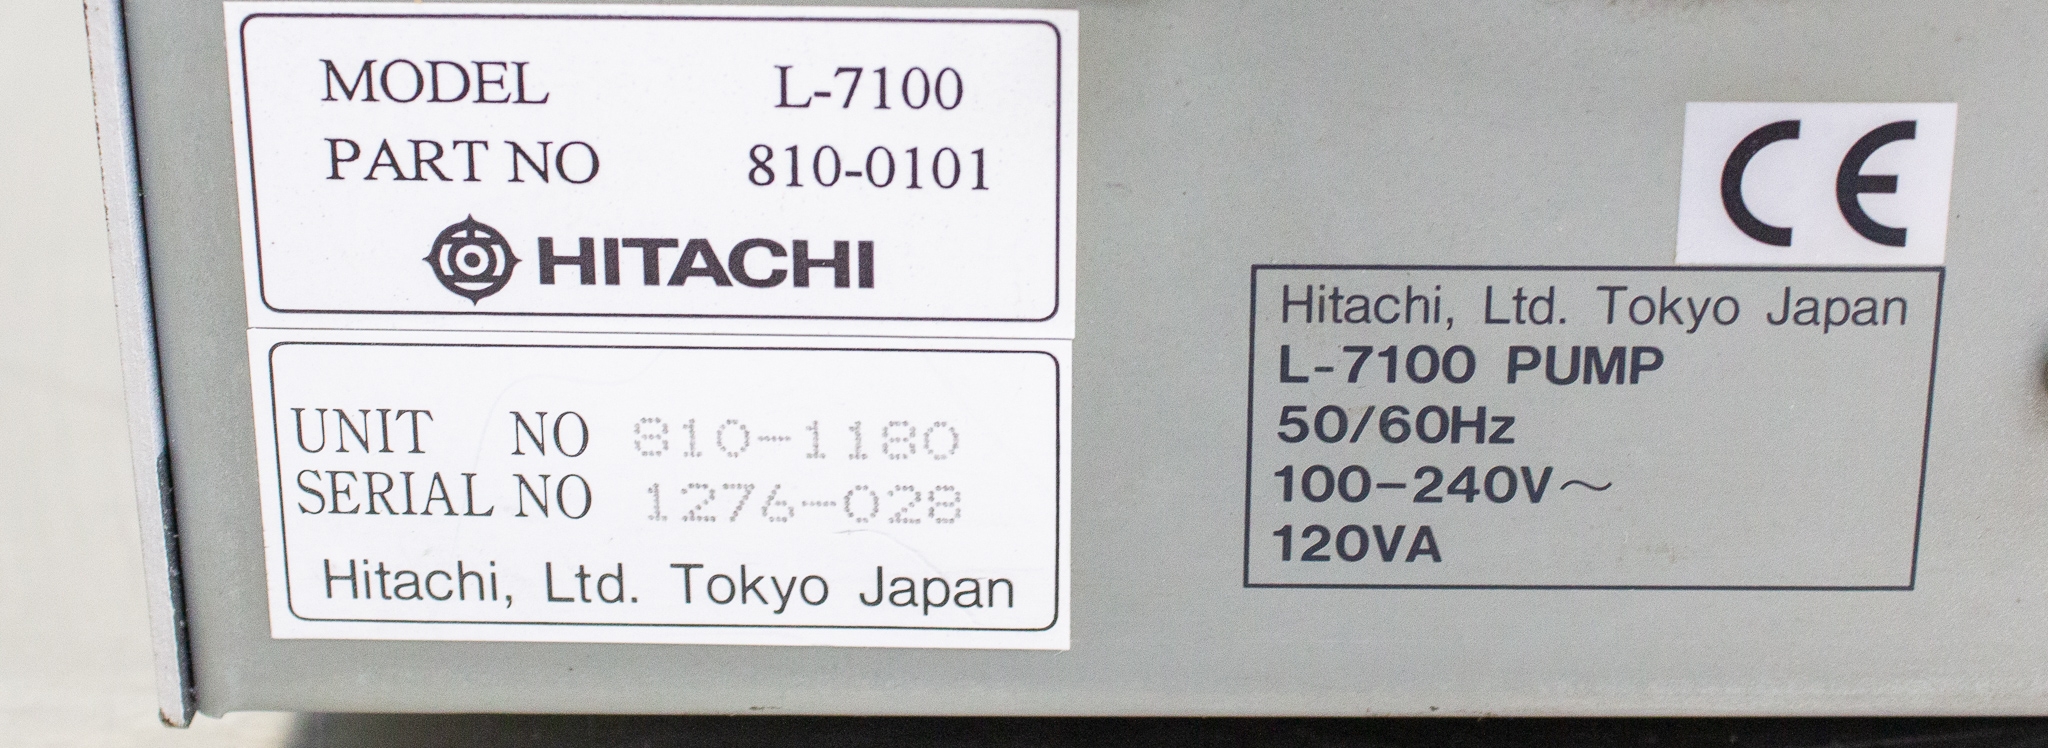 MODEL L-7100
PART NO 810-0101
HITACHI
UNIT NO 810-1180
SERIAL NO 1276-028
Hitachi, Ltd. Tokyo Japan
CE
Hitachi, Ltd. Tokyo Japan
L-7100 PUMP
50/60Hz
100-240V~
120VA